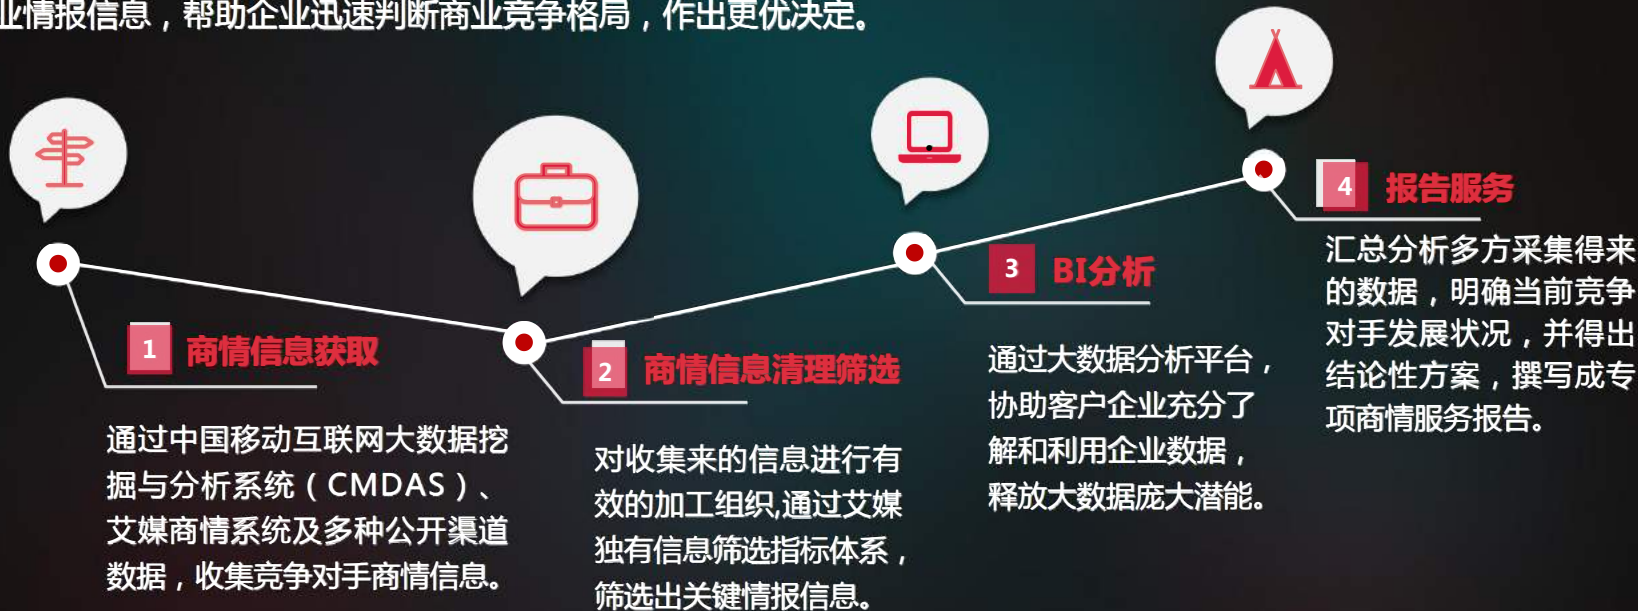 业情报信息，帮助企业迅速判断商业竞争格局，作出更优决定。
1 商情信息获取
通过中国移动互联网大数据挖
掘与分析系统（CMDAS）、
艾媒商情系统及多种公开渠道
数据，收集竞争对手商情信息。
2 商情信息清理筛选
对收集来的信息进行有
效的加工组织,通过艾媒
独有信息筛选指标体系，
筛选出关键情报信息。
3 BI分析
通过大数据分析平台，
协助客户企业充分了
解和利用企业数据，
释放大数据庞大潜能。
4 报告服务
汇总分析多方采集得来
的数据，明确当前竞争
对手发展状况，并得出
结论性方案，撰写成专
项商情服务报告。